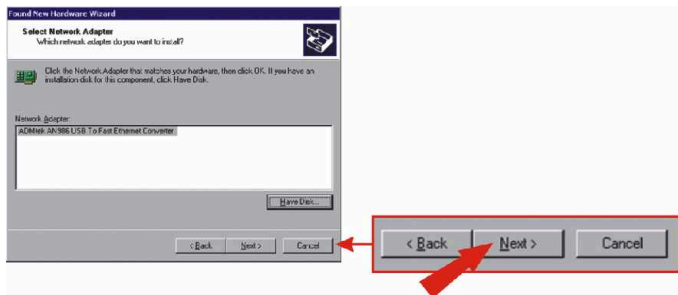 Found New Hardware Wizard
Select Network Adapter
Which network adapter do you want to install?
Click the Network Adapter that matches your hardware, then click OK. If you have an
installation disk for this component, click Have Disk.
Network Adapter:
ADMtek AN986 USB To Fast Ethernet Converter
Have Disk...
< Back Next > Cancel
< Back Next > Cancel